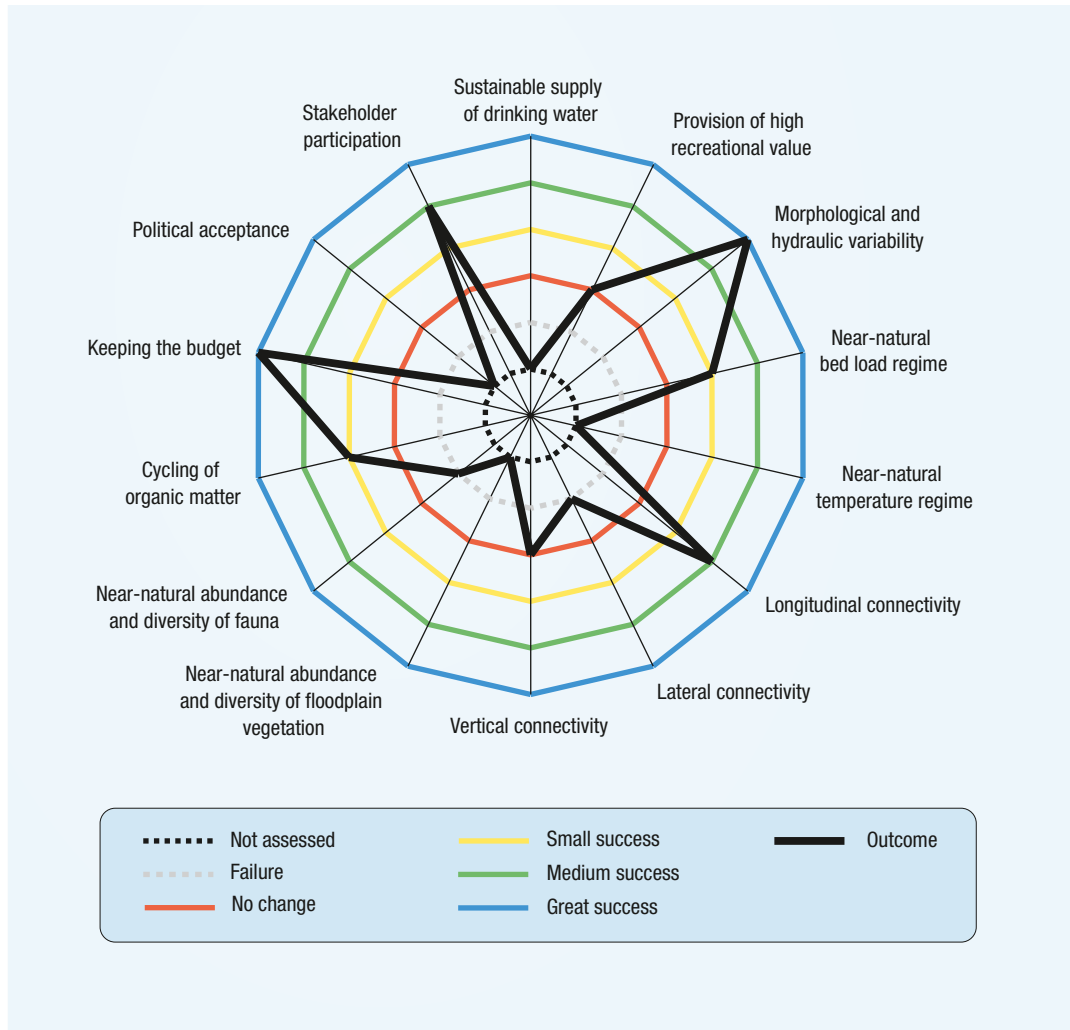 Sustainable supply
of drinking water
Provision of high
recreational value
Morphological and
hydraulic variability
Near-natural
bed load regime
Near-natural
temperature regime
Longitudinal connectivity
Lateral connectivity
Vertical connectivity
Near-natural abundance
and diversity of floodplain
vegetation
Near-natural abundance
and diversity of fauna
Cycling of
organic matter
Keeping the budget
Political acceptance
Stakeholder
participation
Not assessed
Failure
No change
Small success
Medium success
Great success
Outcome